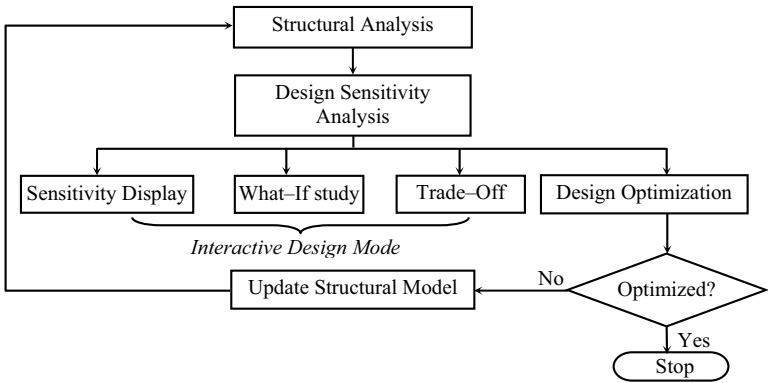 Structural Analysis
Design Sensitivity
Analysis
Sensitivity Display
What–If study
Trade–Off
Design Optimization
Interactive Design Mode
Update Structural Model
No
Optimized?
Yes
Stop